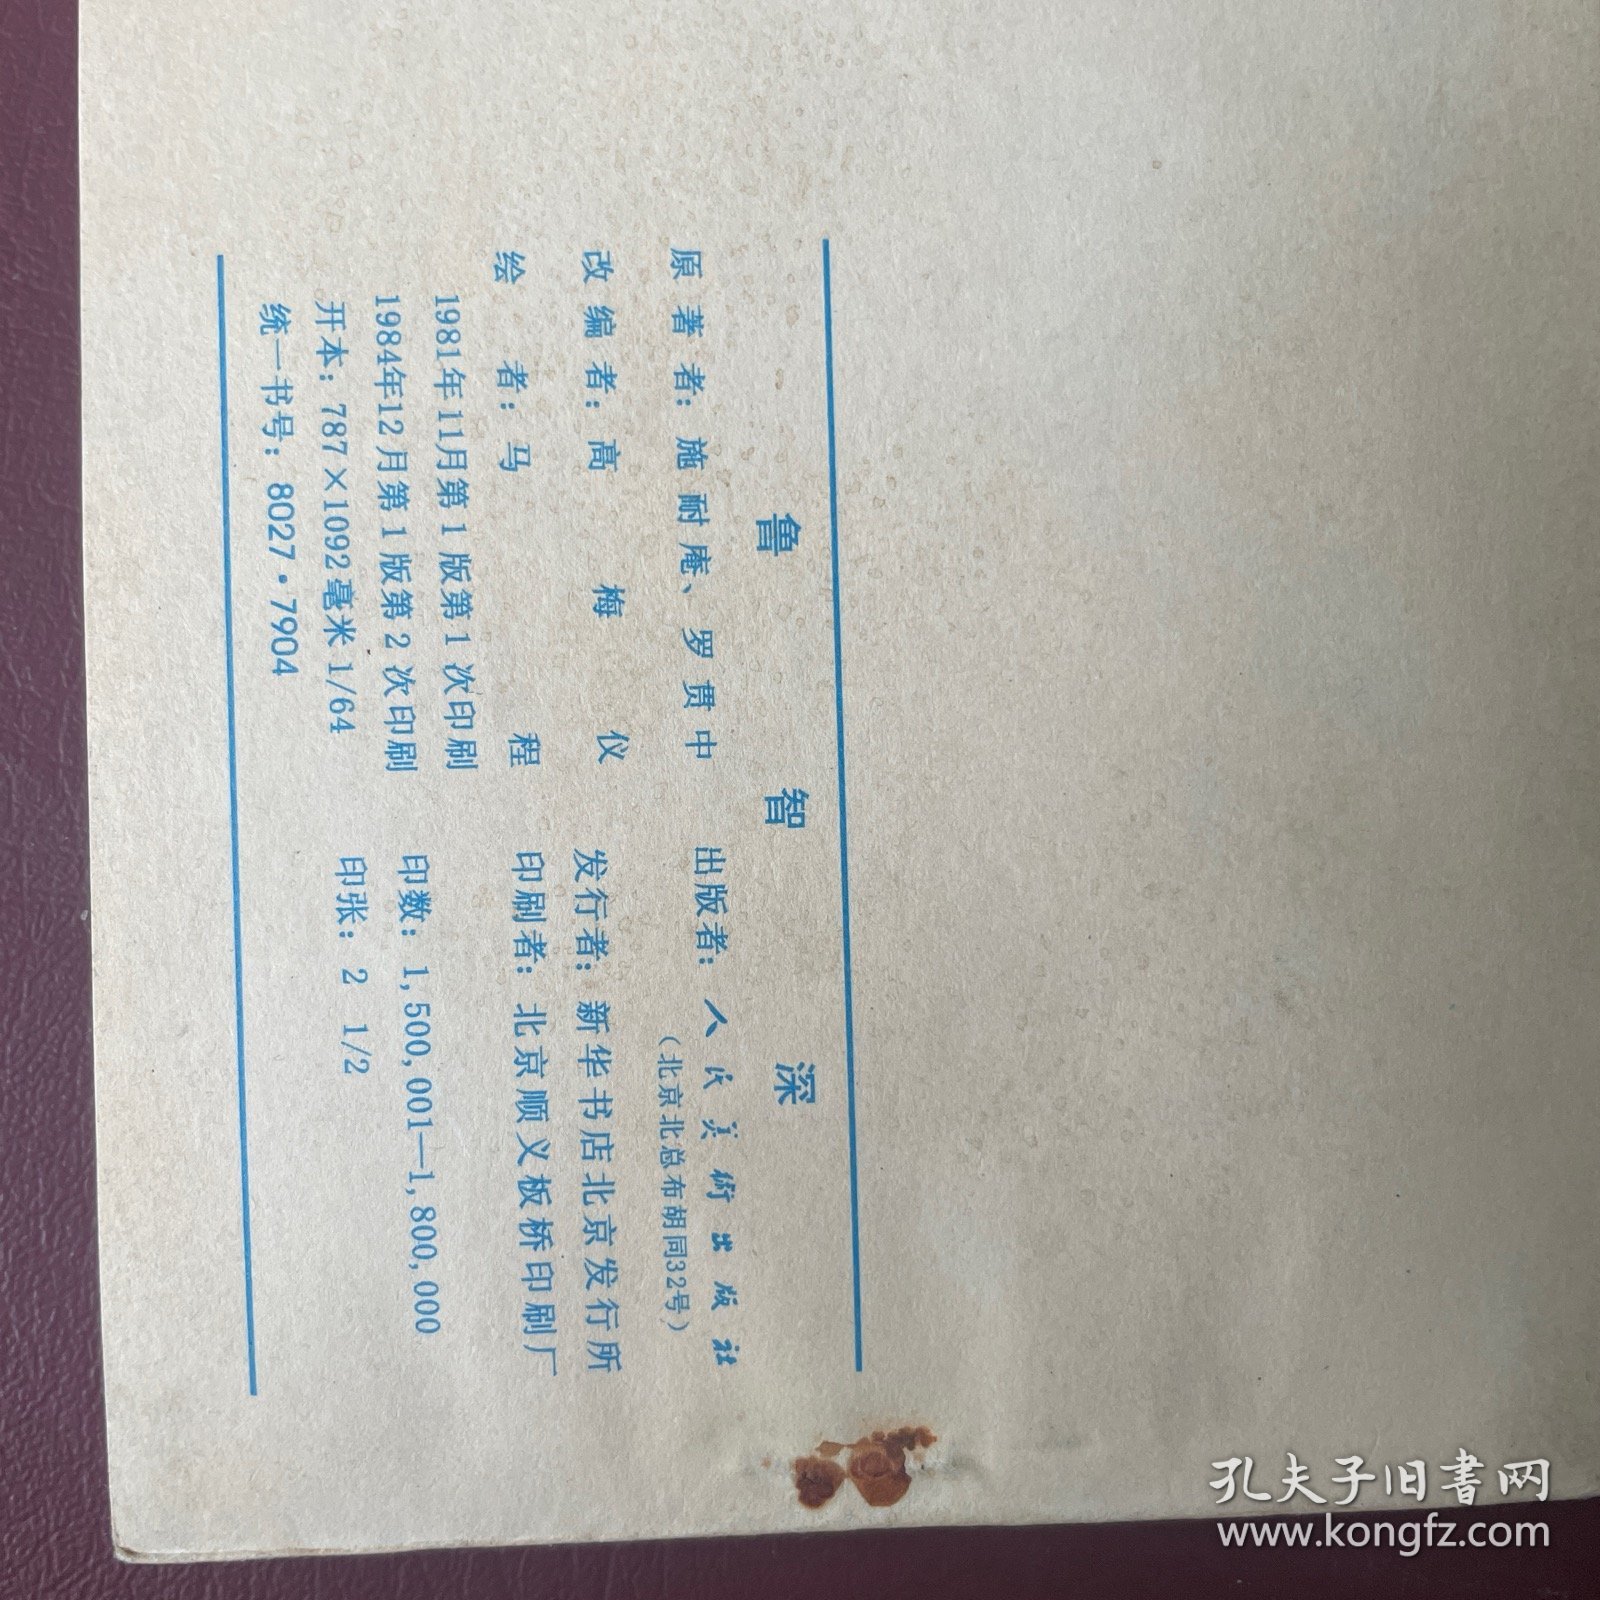 鲁智深
原著者：施耐庵、罗贯中
改编者：高梅仪
绘者：马程
1981年11月第1版第1次印刷
1984年12月第1版第2次印刷
开本：787×1092毫米1/64
统一书号：8027·7904
出版者：人民美術出版社
（北京北总布胡同32号）
发行者：新华书店北京发行所
印刷者：北京顺义板桥印刷厂
印数：1,500,001—1,800,000
印张：2 1/2
孔夫子旧書网
www.kongfz.com